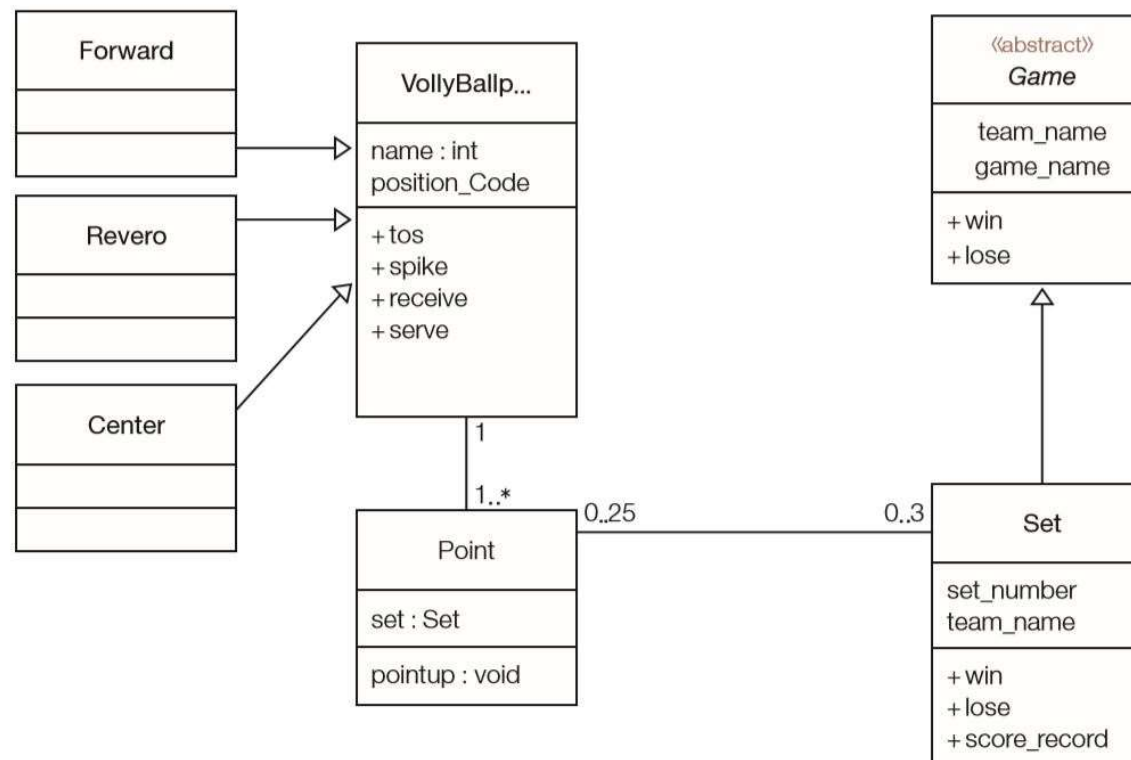 Forward
Revero
Center
VollyBallp...
name : int
position_Code
+ tos
+ spike
+ receive
+ serve
1
1..*
Point
set : Set
pointup : void
0..25
0..3
«abstract»
Game
team_name
game_name
+ win
+ lose
Set
set_number
team_name
+ win
+ lose
+ score_record